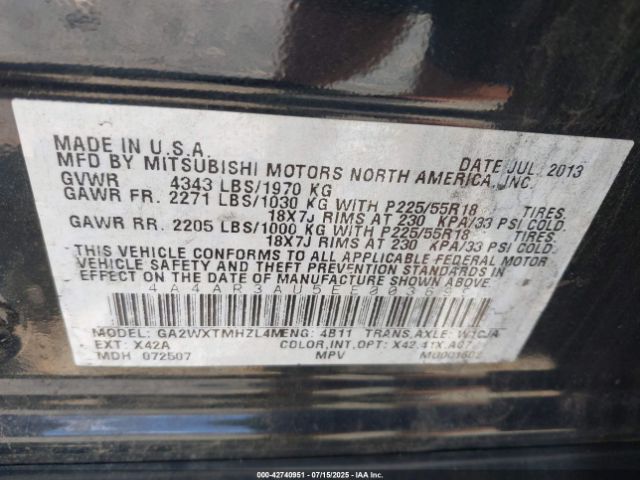 MADE IN U.S.A. DATE JUL. 2013
MFD BY MITSUBISHI MOTORS NORTH AMERICA, INC.
GVWR 4343 LBS/1970 KG
GAWR FR. 2271 LBS/1030 KG WITH P225/55R18 TIRES.
18X7J RIMS AT 230 KPA/33 PSI COLD.
GAWR RR. 2205 LBS/1000 KG WITH P225/55R18 TIRES.
18X7J RIMS AT 230 KPA/33 PSI COLD.
THIS VEHICLE CONFORMS TO ALL APPLICABLE FEDERAL MOTOR
VEHICLE SAFETY AND THEFT PREVENTION STANDARDS IN
EFFECT ON THE DATE OF MANUFACTURE SHOWN ABOVE.
MODEL: GA2WXTMHZL4M ENG: 4B11 TRANS,AXLE: W1CJA
EXT: X42A COLOR,INT,OPT: X42,41X,
MDH 072507 MPV MU001602
00-42740951 - 07/15/2025 - IAA Inc.